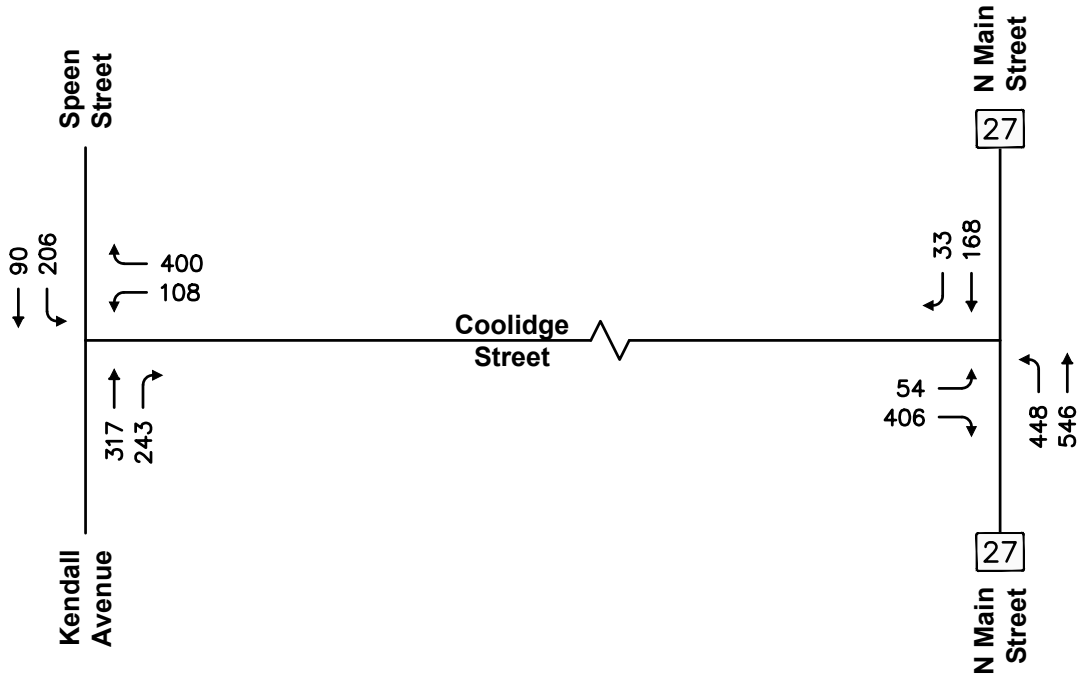 Speen
Street
N Main
Street
27
90
206
400
108
33
168
Coolidge
Street
317
243
54
406
448
546
Kendall
Avenue
27
N Main
Street